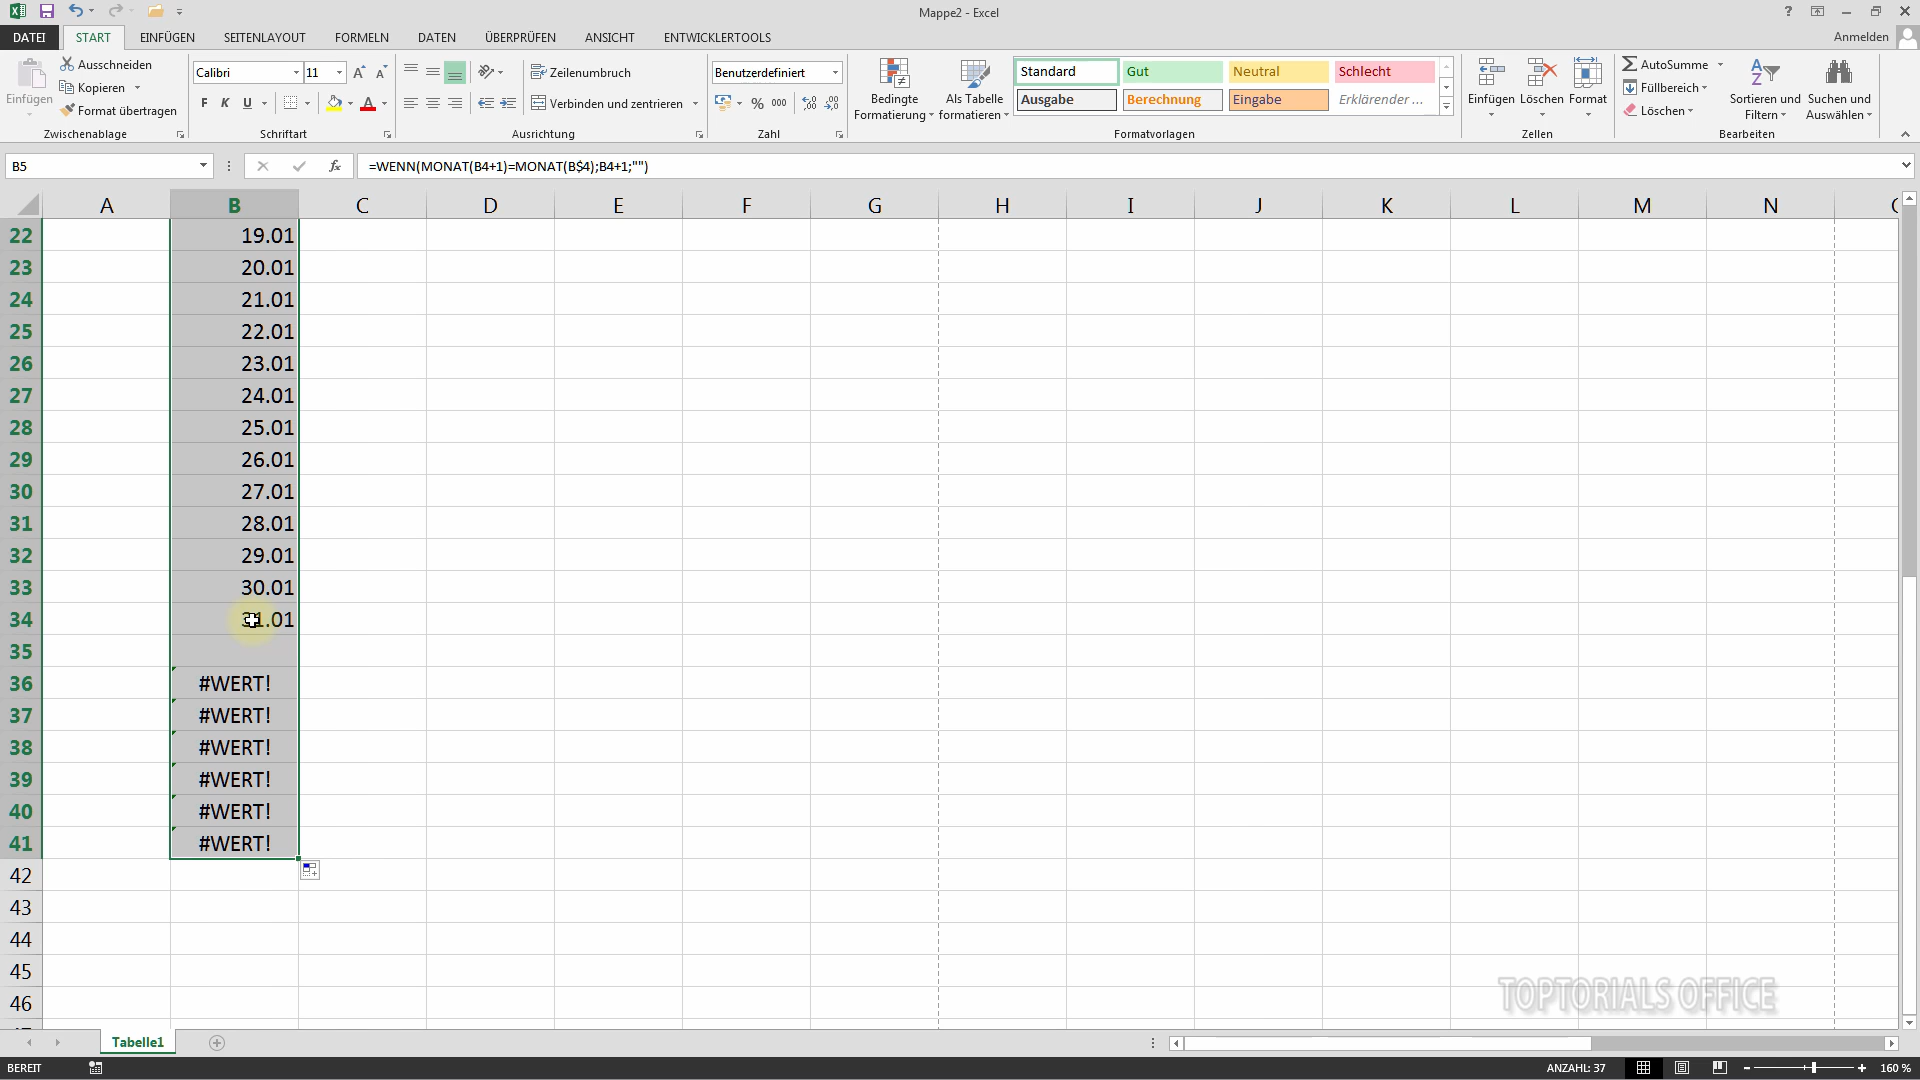 Mappe2 - Excel
?
DATEI START EINFÜGEN SEITENLAYOUT FORMELN DATEN ÜBERPRÜFEN ANSICHT ENTWICKLERTOOLS Anmelden
Einfügen
Ausschneiden
Kopieren
Format übertragen
Zwischenablage
Calibri 11
F K U
Schriftart
Zeilenumbruch
Verbinden und zentrieren
Ausrichtung
Benutzerdefiniert
% 000
Zahl
Bedingte
Formatierung
Als Tabelle
formatieren
Standard Gut Neutral Schlecht
Ausgabe Berechnung Eingabe Erklärender ...
Formatvorlagen
Einfügen Löschen Format
Zellen
AutoSumme
Füllbereich
Löschen
Sortieren und
Filtern
Suchen und
Auswählen
Bearbeiten
B5 fx =WENN(MONAT(B4+1)=MONAT(B$4);B4+1;"")
A B C D E F G H I J K L M N
22 19.01
23 20.01
24 21.01
25 22.01
26 23.01
27 24.01
28 25.01
29 26.01
30 27.01
31 28.01
32 29.01
33 30.01
34 31.01
35
36 #WERT!
37 #WERT!
38 #WERT!
39 #WERT!
40 #WERT!
41 #WERT!
42
43
44
45
46
TOPTORIALS OFFICE
Tabelle1
BEREIT ANZAHL: 37 160 %